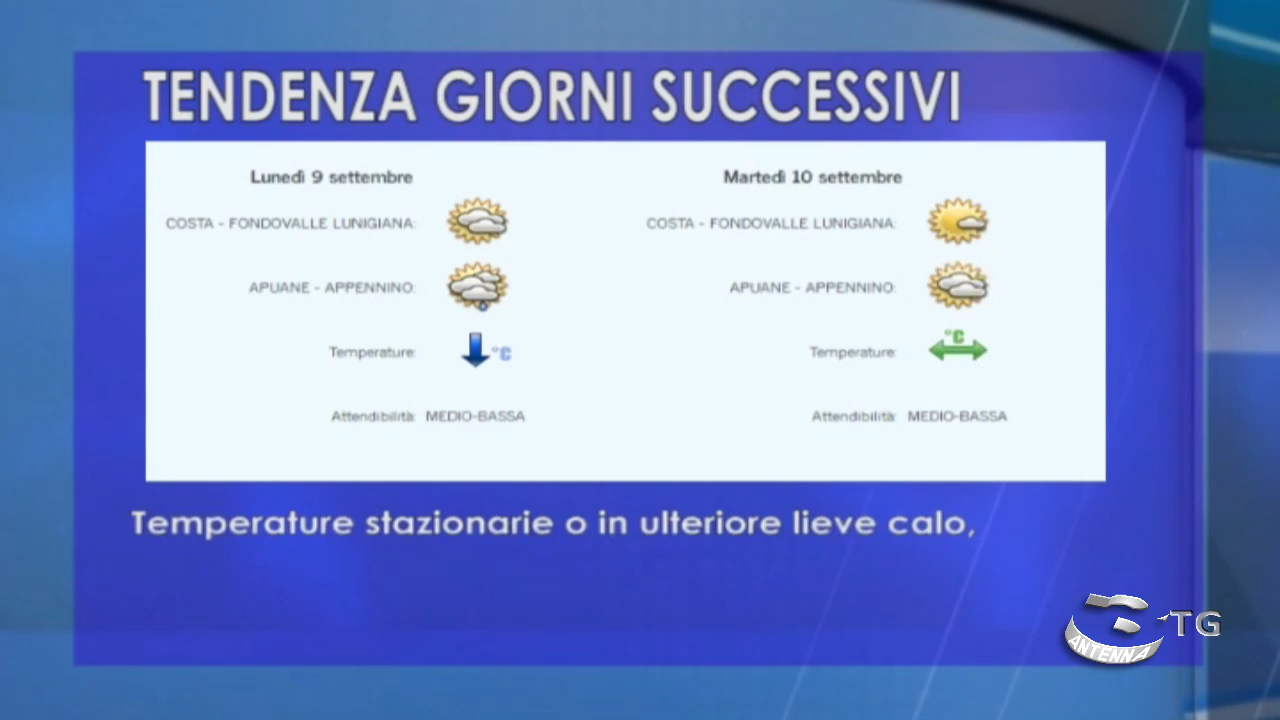 TENDENZA GIORNI SUCCESSIVI
Lunedì 9 settembre
COSTA - FONDOVALLE LUNIGIANA:
APUANE - APPENNINO:
Temperature: °C
Attendibilità: MEDIO-BASSA
Martedì 10 settembre
COSTA - FONDOVALLE LUNIGIANA:
APUANE - APPENNINO:
Temperature: °C
Attendibilità: MEDIO-BASSA
Temperature stazionarie o in ulteriore lieve calo,
3 TG
ANTENNA